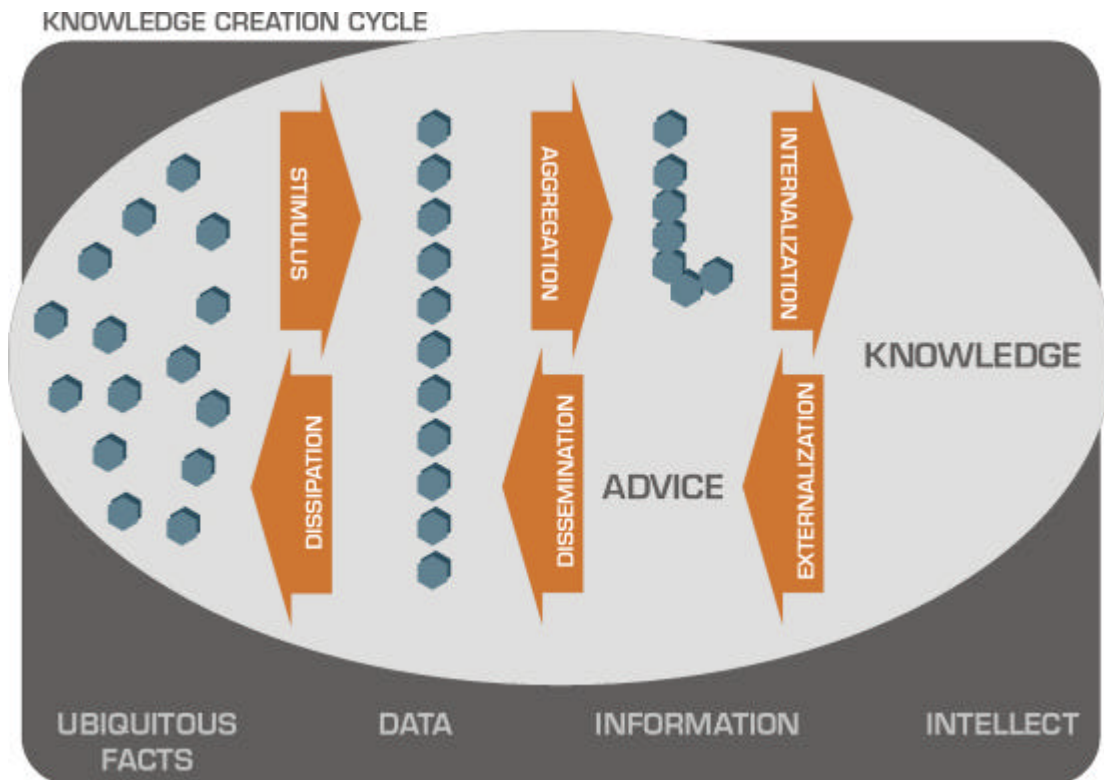 KNOWLEDGE CREATION CYCLE
STIMULUS
AGGREGATION
INTERNALIZATION
KNOWLEDGE
DISSIPATION
DISSEMINATION
ADVICE
EXTERNALIZATION
UBIQUITOUS
FACTS
DATA
INFORMATION
INTELLECT